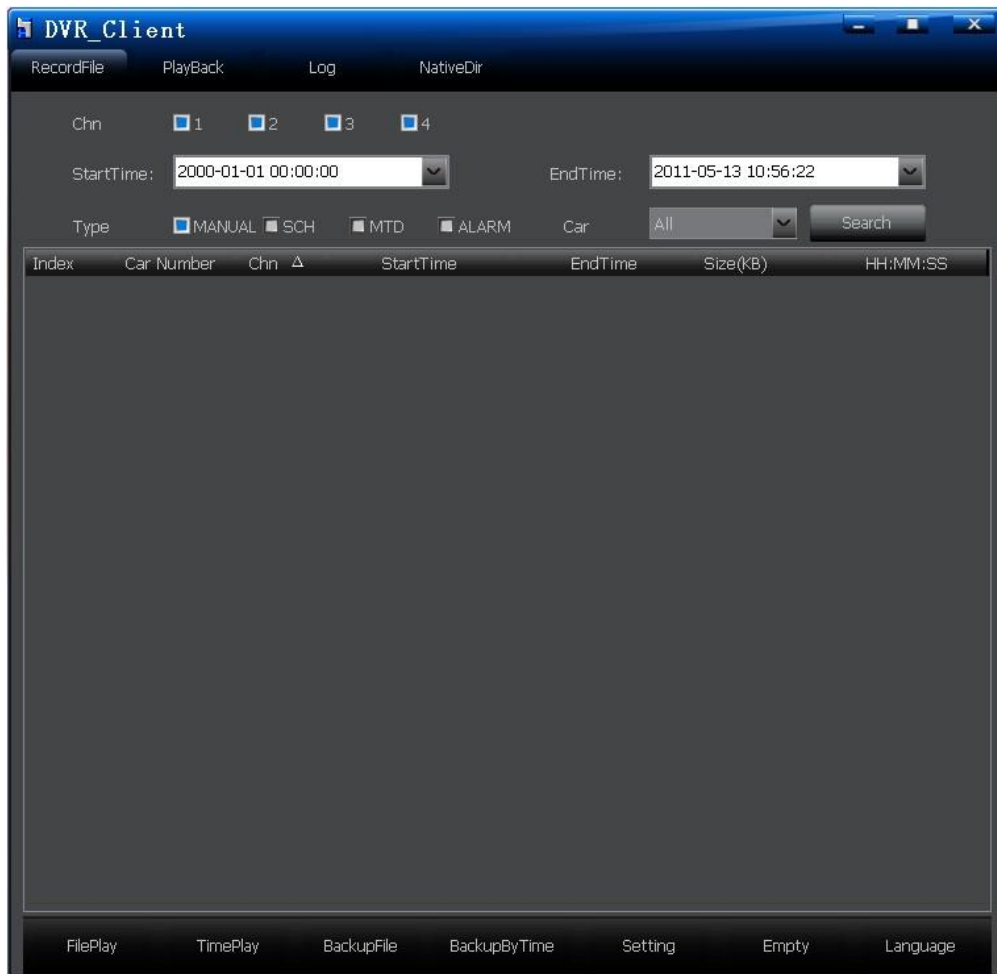 DVR_Client
RecordFile PlayBack Log NativeDir
Chn 1 2 3 4
StartTime: 2000-01-01 00:00:00 EndTime: 2011-05-13 10:56:22
Type MANUAL SCH MTD ALARM Car All Search
Index Car Number Chn Δ StartTime EndTime Size(KB) HH:MM:SS
FilePlay TimePlay BackupFile BackupByTime Setting Empty Language